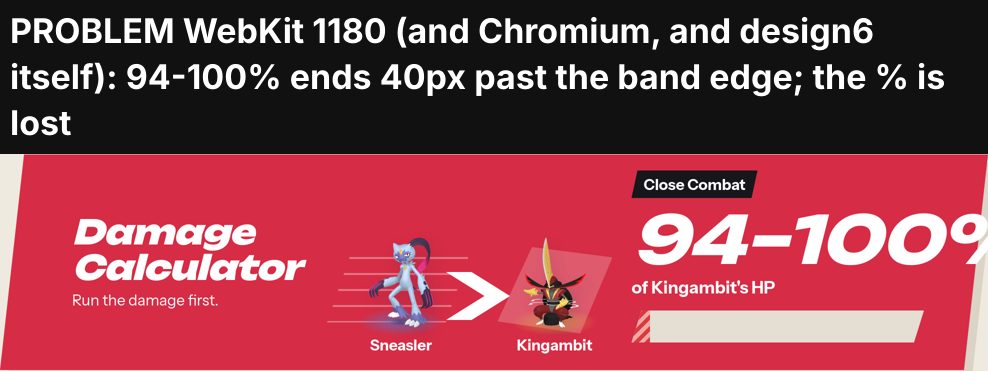 PROBLEM WebKit 1180 (and Chromium, and design6
itself): 94-100% ends 40px past the band edge; the % is
lost
Close Combat
Damage
Calculator
94–100%
Run the damage first.
of Kingambit's HP
Sneasler
Kingambit